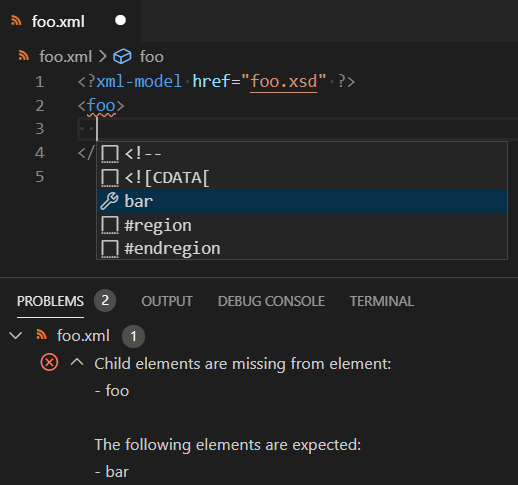 foo.xml
foo.xml > foo
1 <?xml-model href="foo.xsd" ?>
2 <foo>
3
4 </
<!--
<![CDATA[
bar
#region
#endregion
5
PROBLEMS 2 OUTPUT DEBUG CONSOLE TERMINAL
foo.xml 1
Child elements are missing from element:
- foo
The following elements are expected:
- bar